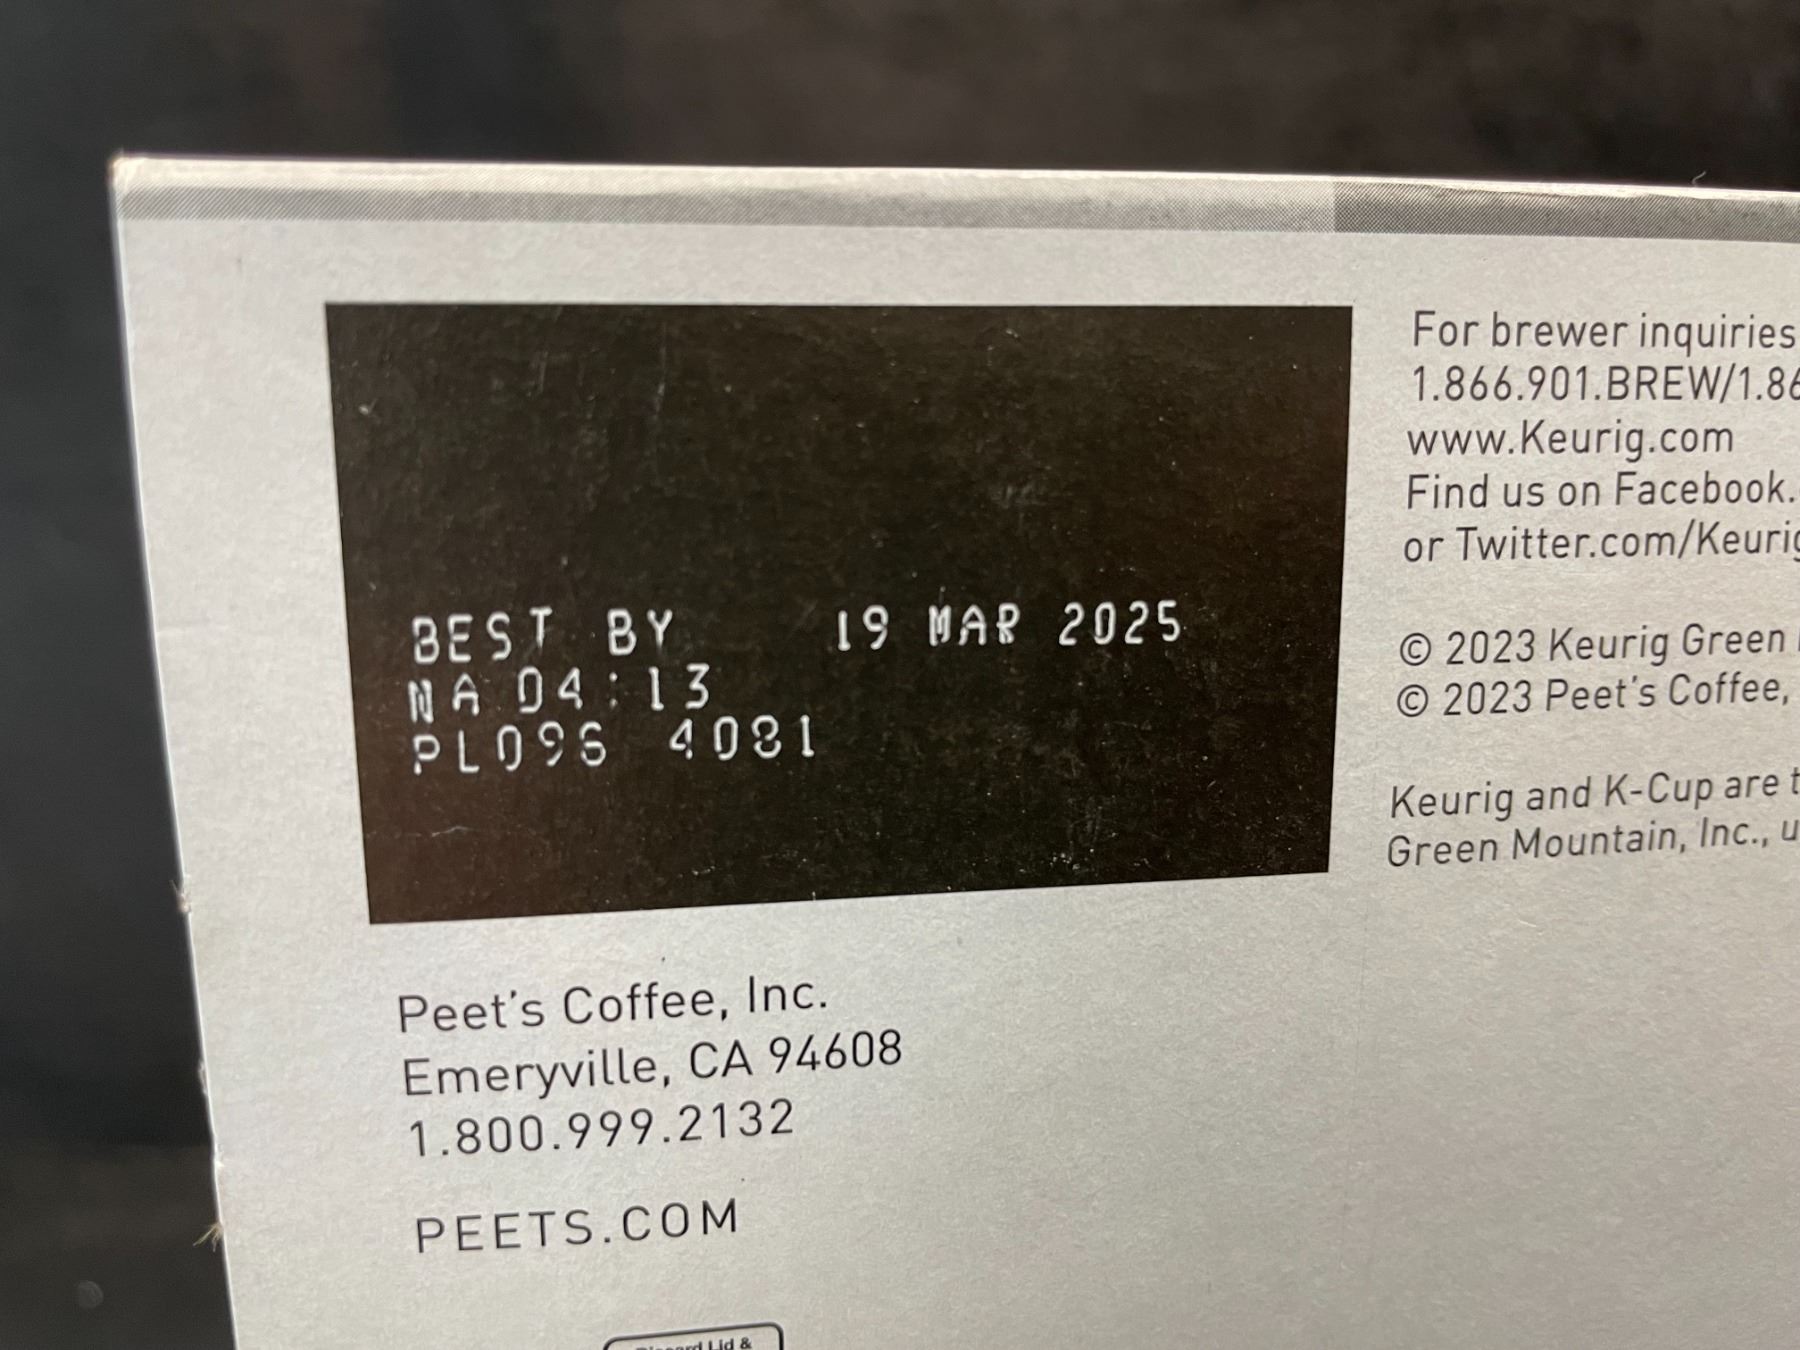 BEST BY 19 MAR 2025
NA 04:13
PL096 4081
For brewer inquiries
1.866.901.BREW/1.86
www.Keurig.com
Find us on Facebook.
or Twitter.com/Keurig
© 2023 Keurig Green
© 2023 Peet's Coffee,
Keurig and K-Cup are t
Green Mountain, Inc., u
Peet's Coffee, Inc.
Emeryville, CA 94608
1.800.999.2132
PEETS.COM
Lid &